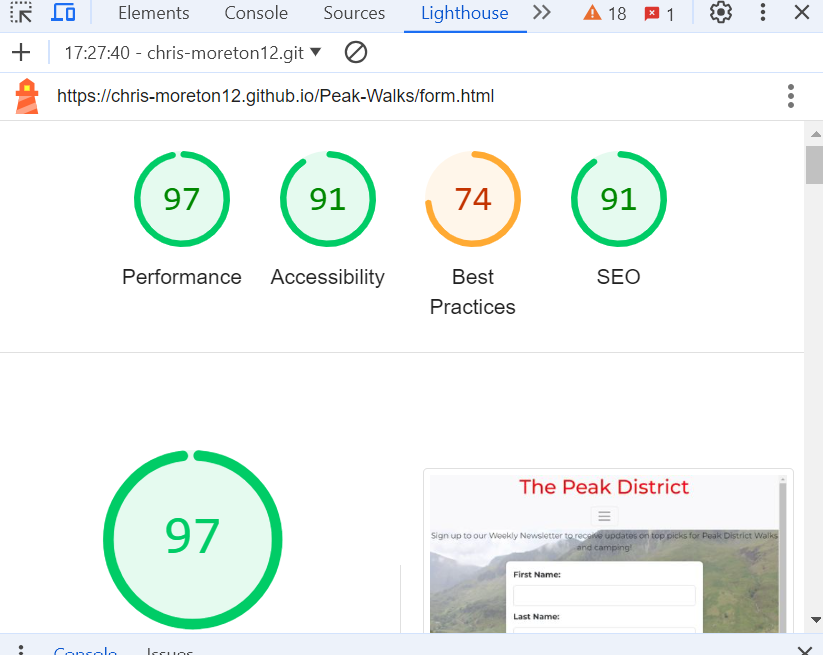 Elements Console Sources Lighthouse 18 1
17:27:40 - chris-moreton12.git
https://chris-moreton12.github.io/Peak-Walks/form.html
97 91 74 91
Performance Accessibility Best Practices SEO
97
The Peak District
Sign up to our Weekly Newsletter to receive updates on top picks for Peak District Walks
and camping!
First Name:
Last Name:
Console Issues